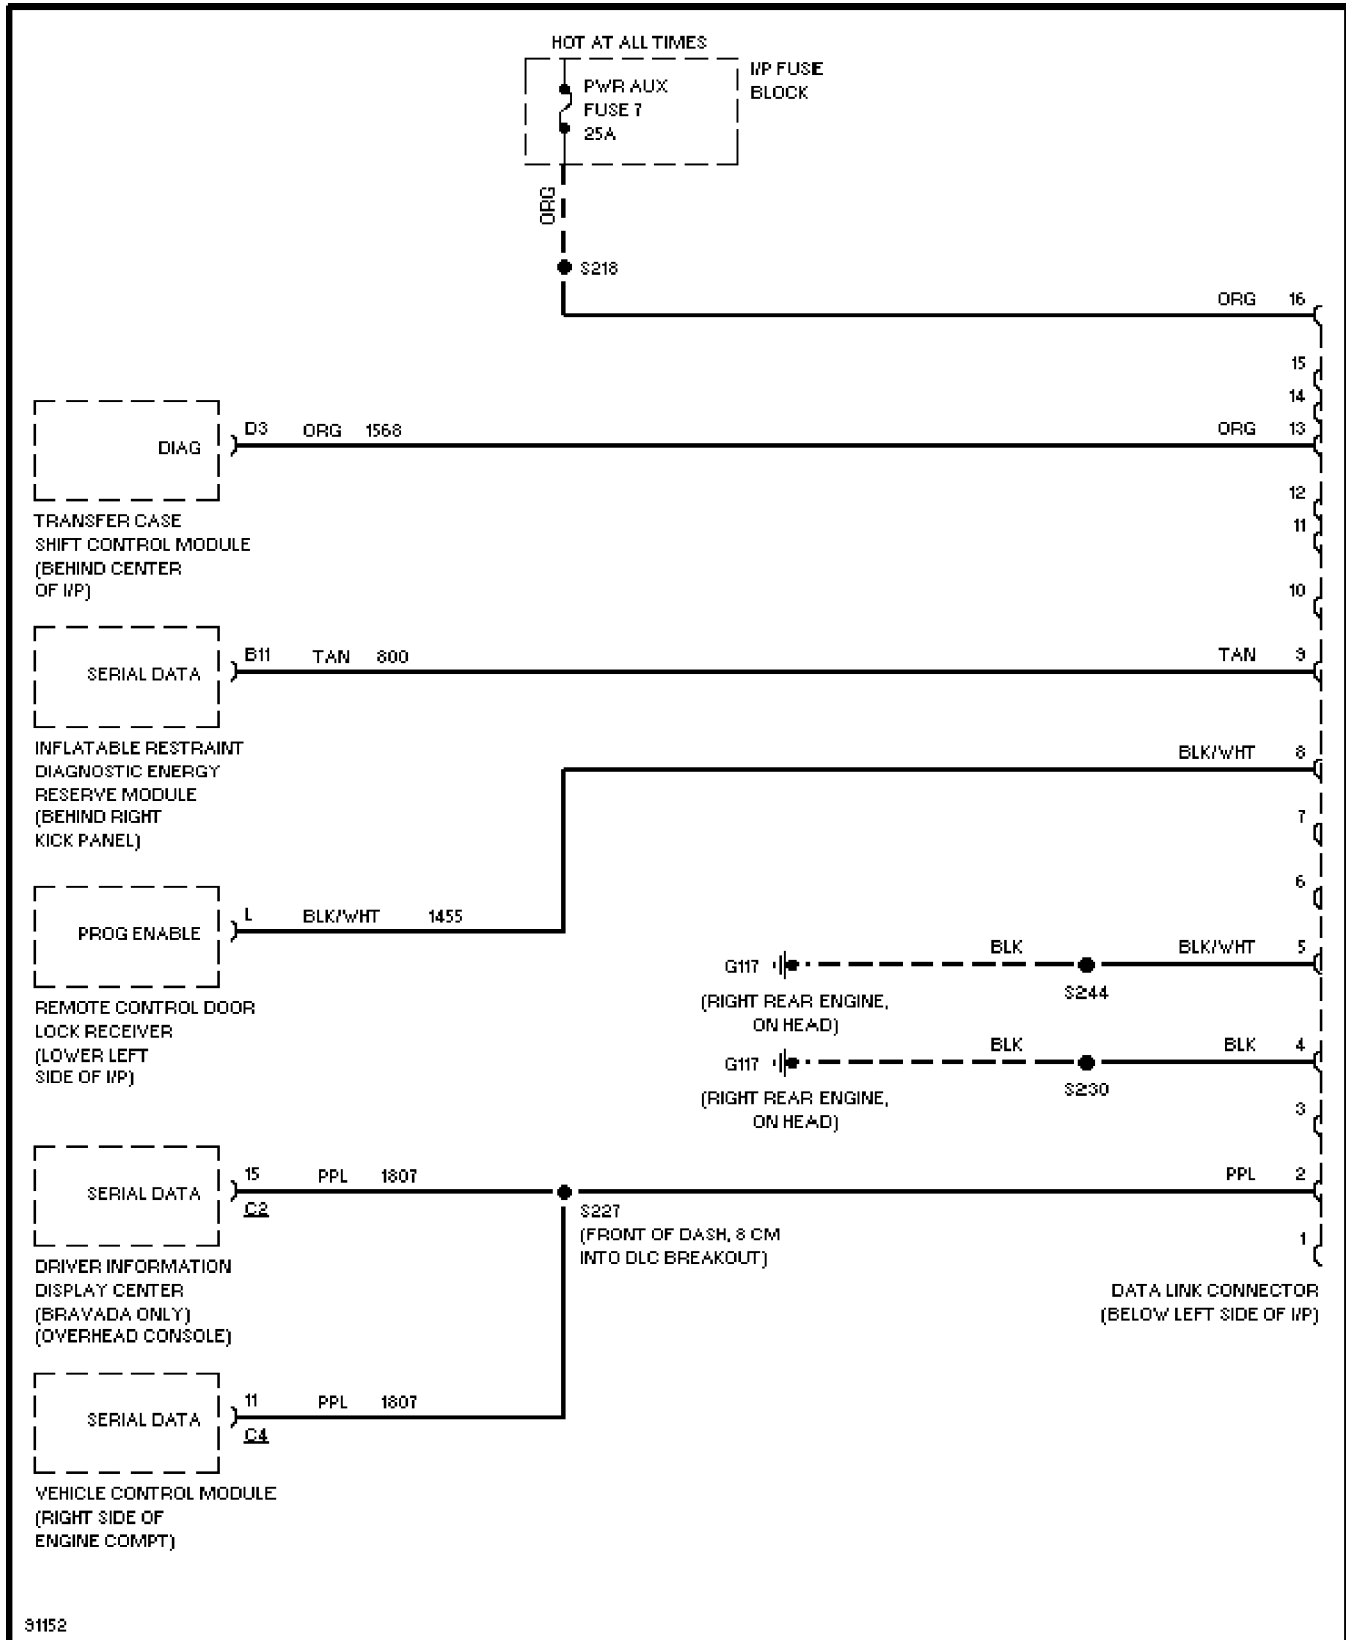 HOT AT ALL TIMES
I/P FUSE
BLOCK
PWR AUX
FUSE 7
25A
ORG
S218
ORG 16
15
14
DIAG D3 ORG 1568 ORG 13
12
11
TRANSFER CASE
SHIFT CONTROL MODULE
(BEHIND CENTER
OF I/P)
10
SERIAL DATA B11 TAN 800 TAN 9
INFLATABLE RESTRAINT
DIAGNOSTIC ENERGY
RESERVE MODULE
(BEHIND RIGHT
KICK PANEL)
BLK/WHT 8
7
6
PROG ENABLE L BLK/WHT 1455
REMOTE CONTROL DOOR
LOCK RECEIVER
(LOWER LEFT
SIDE OF I/P)
G117 BLK BLK/WHT 5
S244
(RIGHT REAR ENGINE,
ON HEAD)
G117 BLK BLK 4
S230
(RIGHT REAR ENGINE,
ON HEAD)
3
SERIAL DATA 15 PPL 1807 PPL 2
C2
S227
(FRONT OF DASH, 8 CM
INTO DLC BREAKOUT)
1
DRIVER INFORMATION
DISPLAY CENTER
(BRAVADA ONLY)
(OVERHEAD CONSOLE)
DATA LINK CONNECTOR
(BELOW LEFT SIDE OF I/P)
SERIAL DATA 11 PPL 1807
C4
VEHICLE CONTROL MODULE
(RIGHT SIDE OF
ENGINE COMPT)
91152